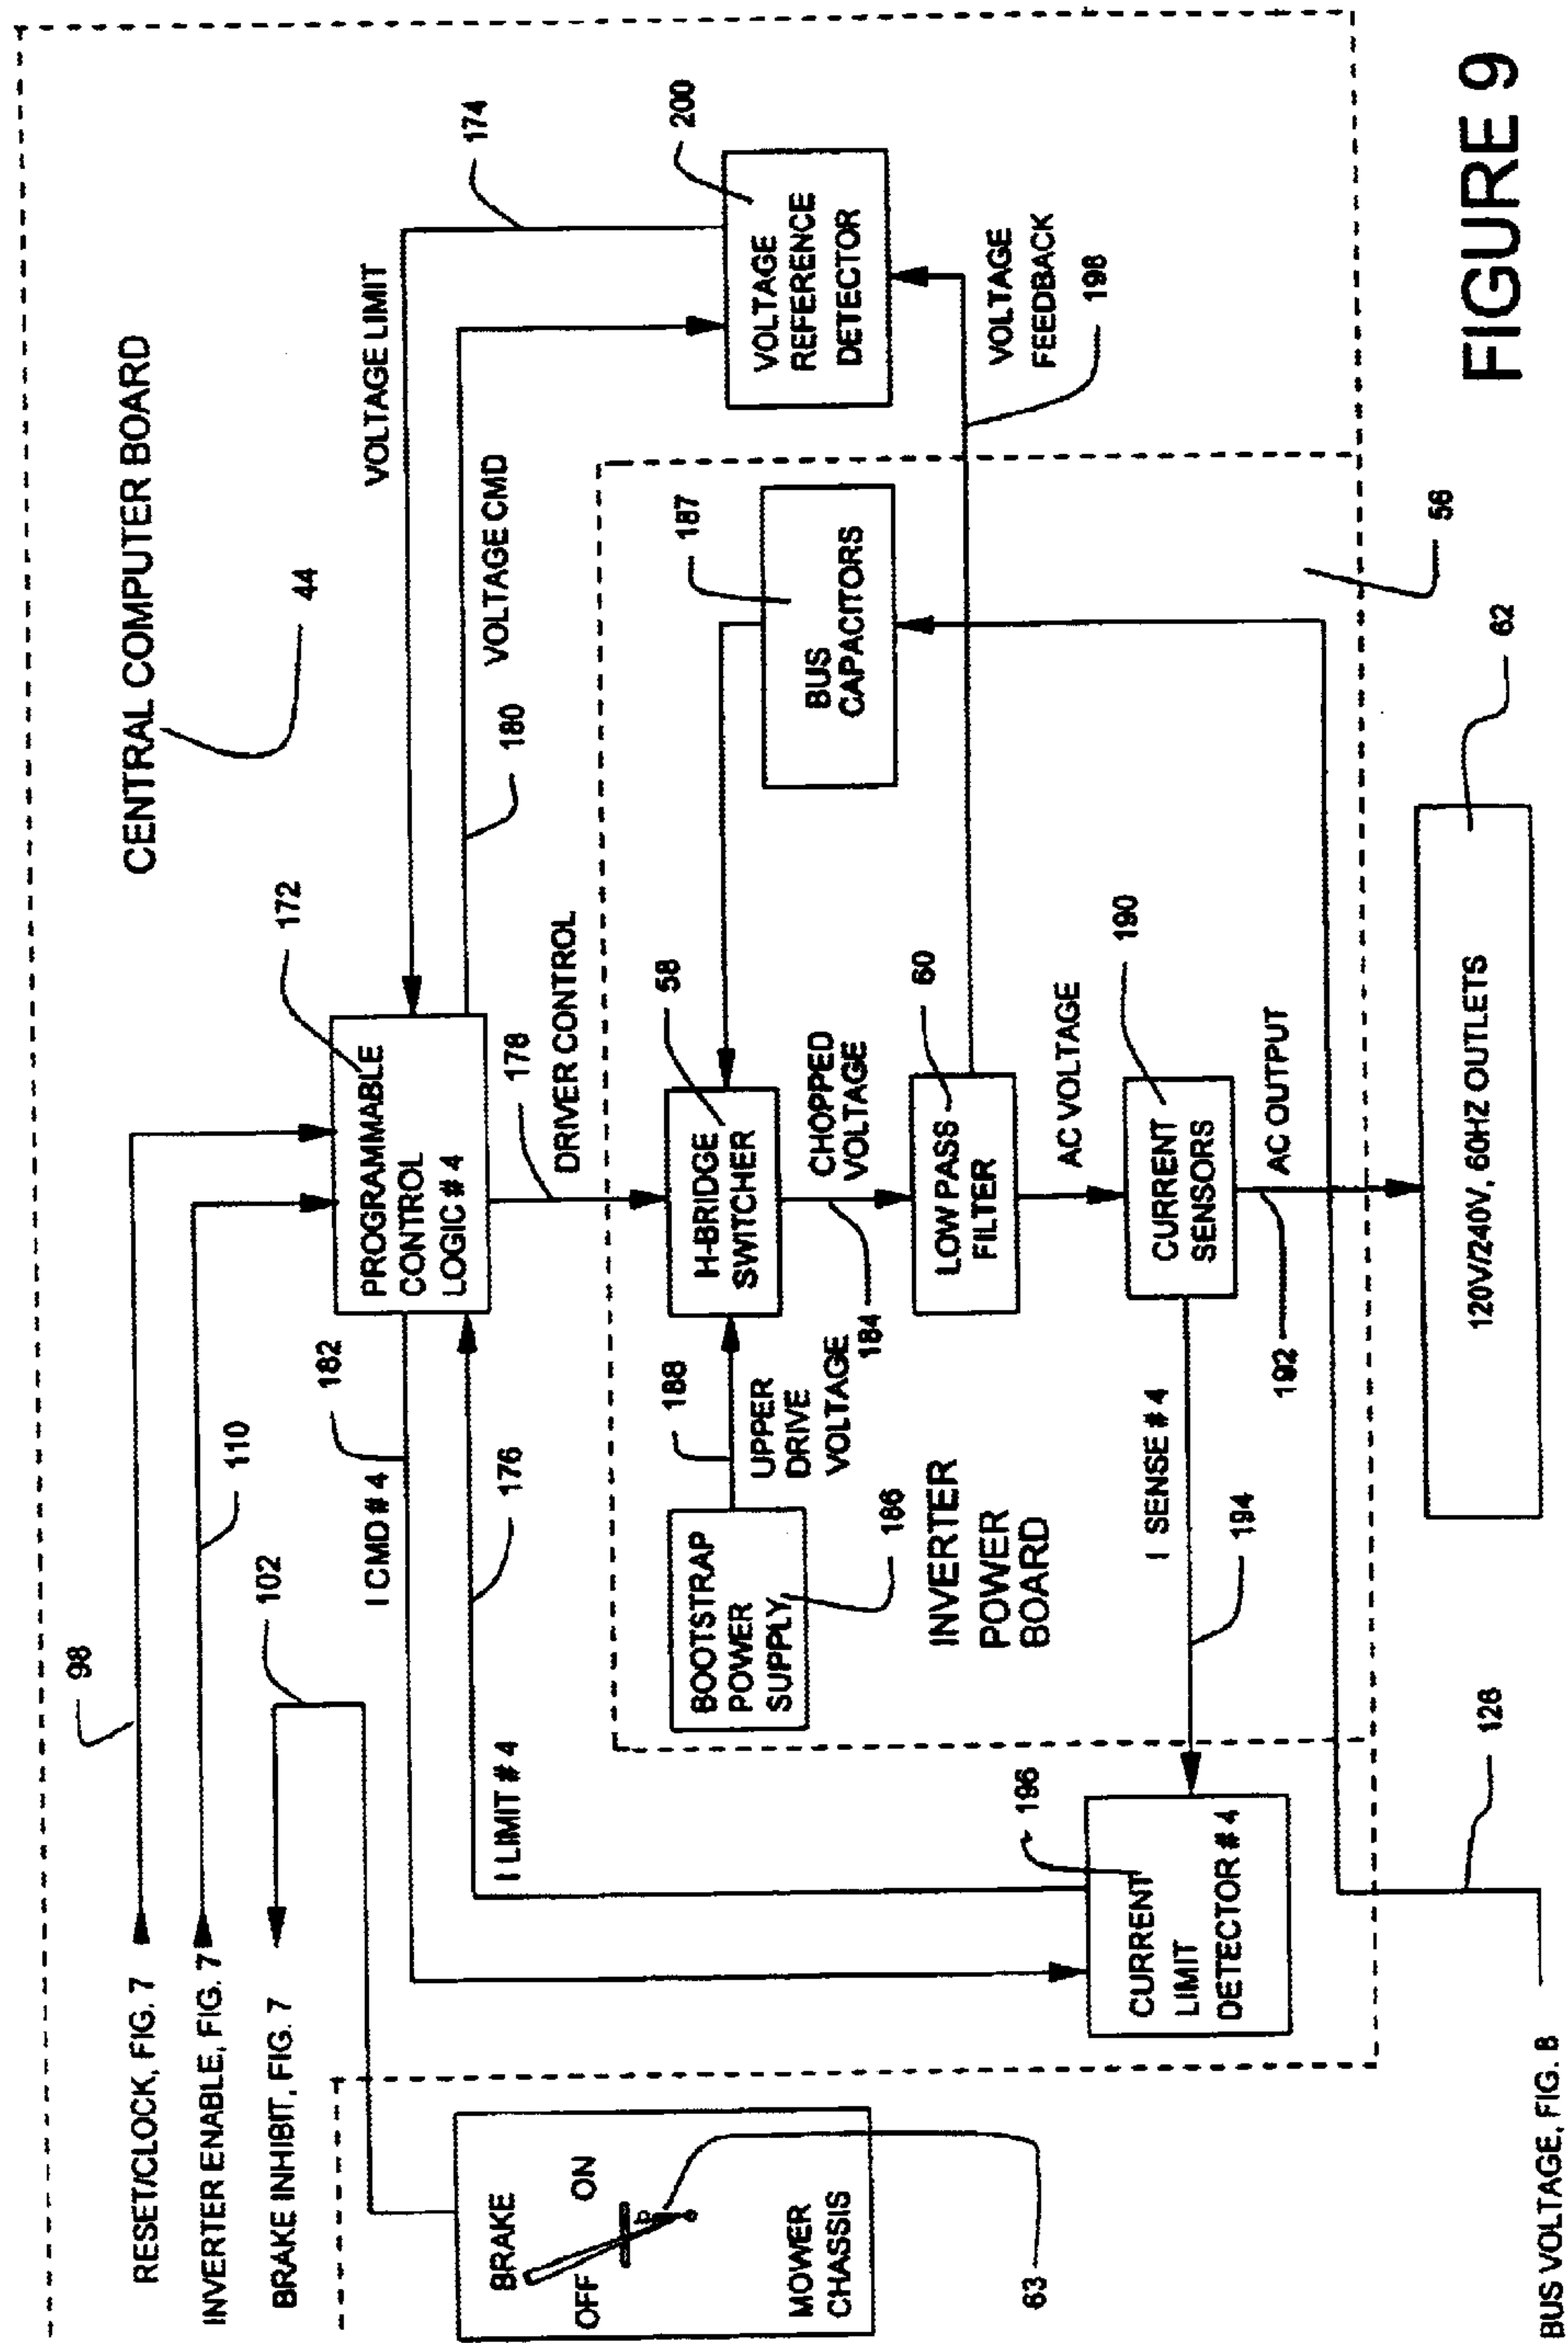 CENTRAL COMPUTER BOARD
44
RESET/CLOCK, FIG. 7
98
INVERTER ENABLE, FIG. 7
110
BRAKE INHIBIT, FIG. 7
102
BRAKE
OFF
ON
MOWER
CHASSIS
63
I CMD # 4
182
I LIMIT # 4
176
PROGRAMMABLE
CONTROL
LOGIC # 4
172
VOLTAGE LIMIT
174
VOLTAGE CMD
180
178
DRIVER CONTROL
VOLTAGE
REFERENCE
DETECTOR
200
VOLTAGE
FEEDBACK
198
BOOTSTRAP
POWER
SUPPLY
186
188
UPPER
DRIVE
VOLTAGE
H-BRIDGE
SWITCHER
58
BUS
CAPACITORS
187
CHOPPED
VOLTAGE
184
LOW PASS
FILTER
60
INVERTER
POWER
BOARD
AC VOLTAGE
CURRENT
SENSORS
190
I SENSE # 4
194
CURRENT
LIMIT
DETECTOR # 4
196
AC OUTPUT
192
56
120V/240V, 60HZ OUTLETS
62
BUS VOLTAGE, FIG. 8
126
FIGURE 9